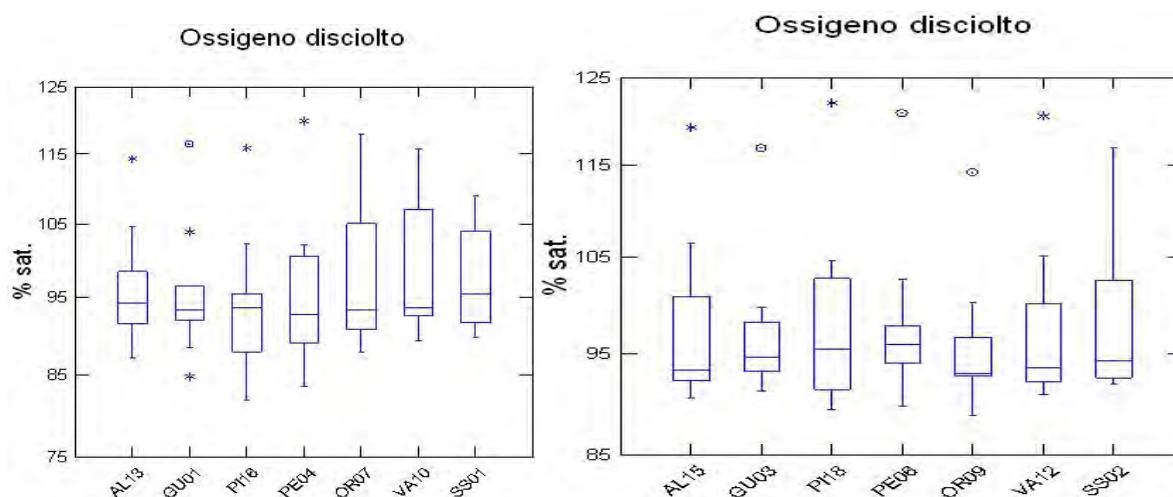 Ossigeno disciolto
% sat.
125
115
105
95
85
75
AL13
GU01
PI16
PE04
OR07
VA10
SS01
Ossigeno disciolto
% sat.
125
115
105
95
85
AL15
GU03
PI18
PE06
OR09
VA12
SS02